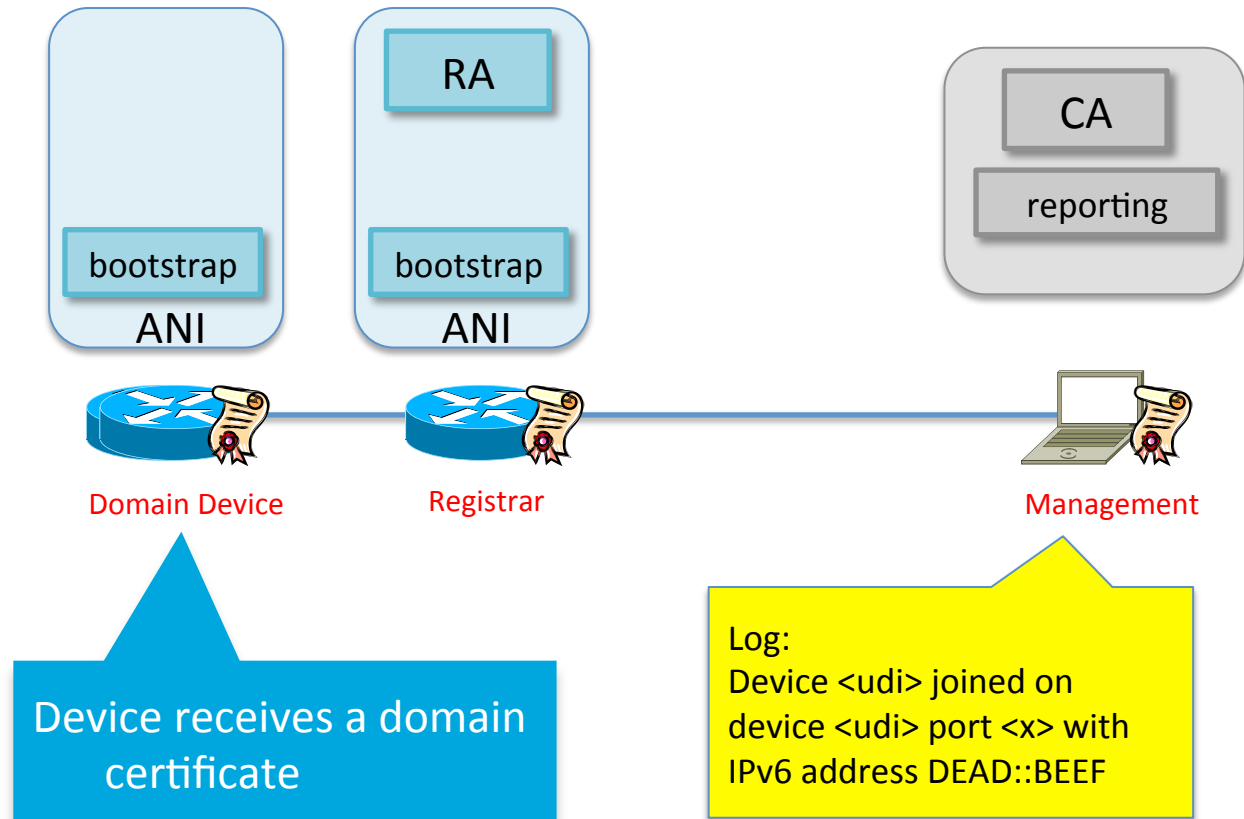 RA
CA
reporting
bootstrap
bootstrap
ANI
ANI
Domain Device
Registrar
Management
Device receives a domain
certificate
Log:
Device <udi> joined on
device <udi> port <x> with
IPv6 address DEAD::BEEF